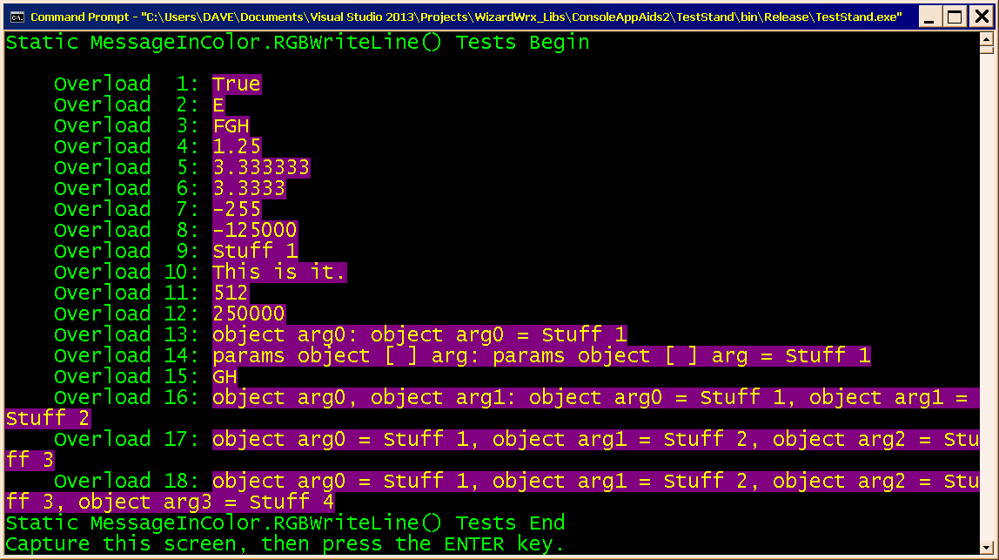 Command Prompt - "C:\Users\DAVE\Documents\Visual Studio 2013\Projects\WizardWrx_Libs\ConsoleAppAids2\TestStand\bin\Release\TestStand.exe"
Static MessageInColor.RGBWriteLine() Tests Begin
Overload  1: True
Overload  2: E
Overload  3: FGH
Overload  4: 1.25
Overload  5: 3.333333
Overload  6: 3.3333
Overload  7: -255
Overload  8: -125000
Overload  9: Stuff 1
Overload 10: This is it.
Overload 11: 512
Overload 12: 250000
Overload 13: object arg0: object arg0 = Stuff 1
Overload 14: params object [ ] arg: params object [ ] arg = Stuff 1
Overload 15: GH
Overload 16: object arg0, object arg1: object arg0 = Stuff 1, object arg1 =
Stuff 2
Overload 17: object arg0 = Stuff 1, object arg1 = Stuff 2, object arg2 = Stu
ff 3
Overload 18: object arg0 = Stuff 1, object arg1 = Stuff 2, object arg2 = Stu
ff 3, object arg3 = Stuff 4
Static MessageInColor.RGBWriteLine() Tests End
Capture this screen, then press the ENTER key.